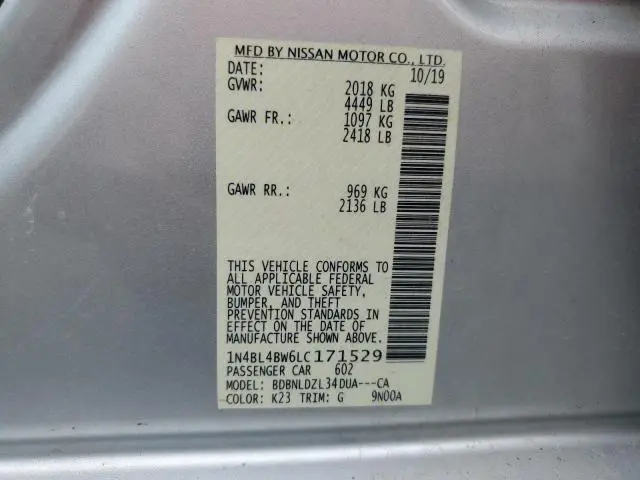 MFD BY NISSAN MOTOR CO., LTD.
DATE: 10/19
GVWR: 2018 KG
4449 LB
GAWR FR.: 1097 KG
2418 LB
GAWR RR.: 969 KG
2136 LB
THIS VEHICLE CONFORMS TO
ALL APPLICABLE FEDERAL
MOTOR VEHICLE SAFETY,
BUMPER, AND THEFT
PREVENTION STANDARDS IN
EFFECT ON THE DATE OF
MANUFACTURE SHOWN ABOVE.
1N4BL4BW6LC171529
PASSENGER CAR 602
MODEL: BDBNLDZL34DUA---CA
COLOR: K23 TRIM: G 9N00A